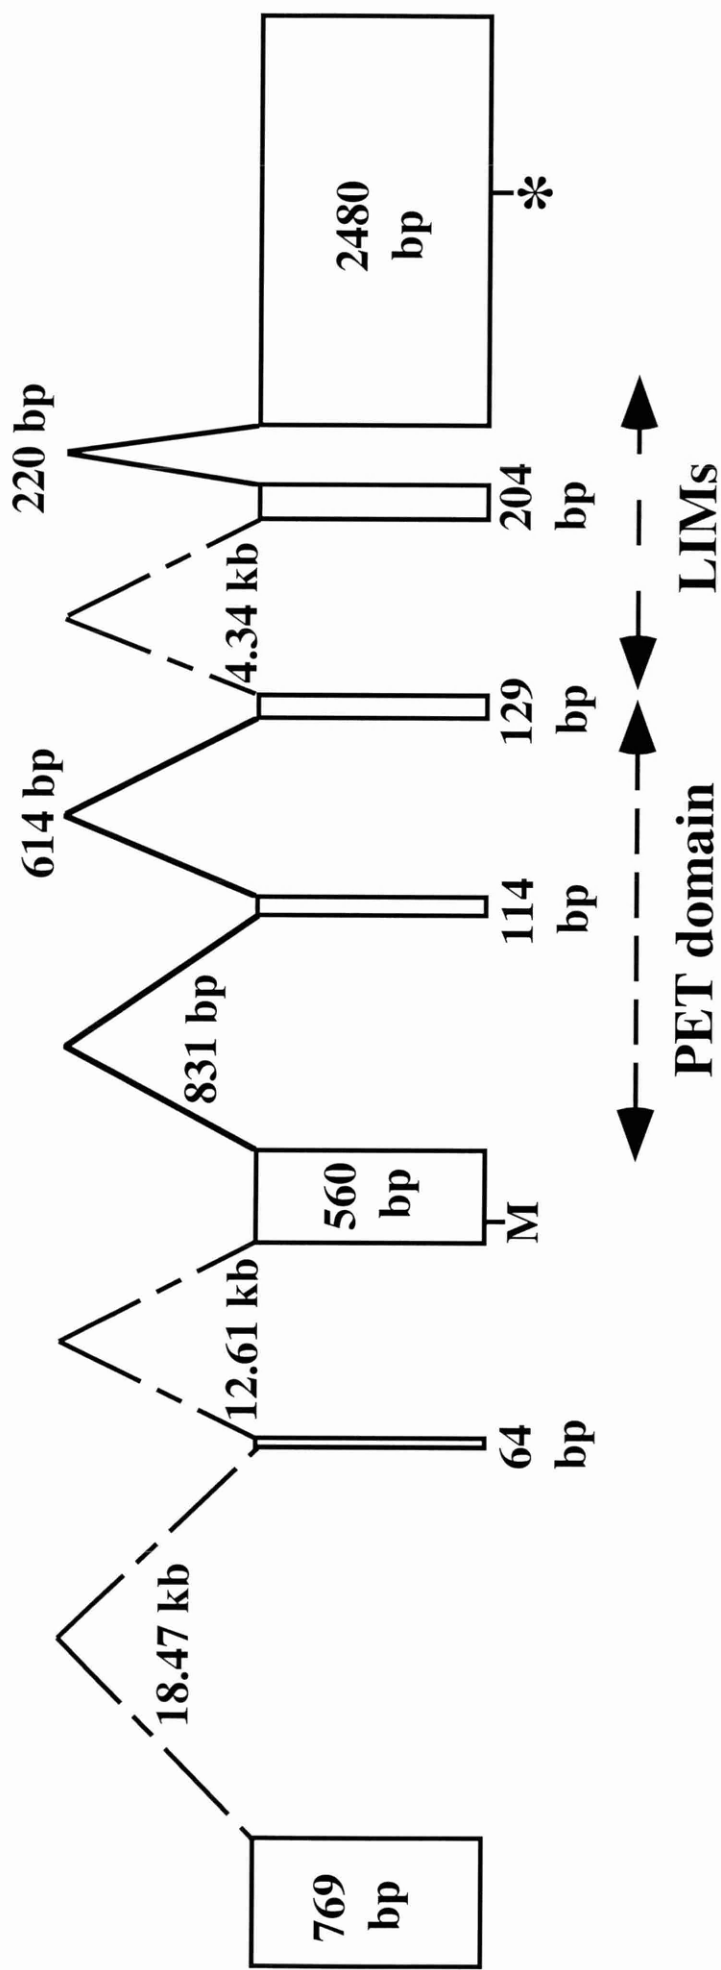 220 bp
614 bp
4.34 kb
831 bp
12.61 kb
18.47 kb
769
bp
64
bp
560
bp
M
114
bp
129
bp
204
bp
2480
bp
*
PET domain
LIMs